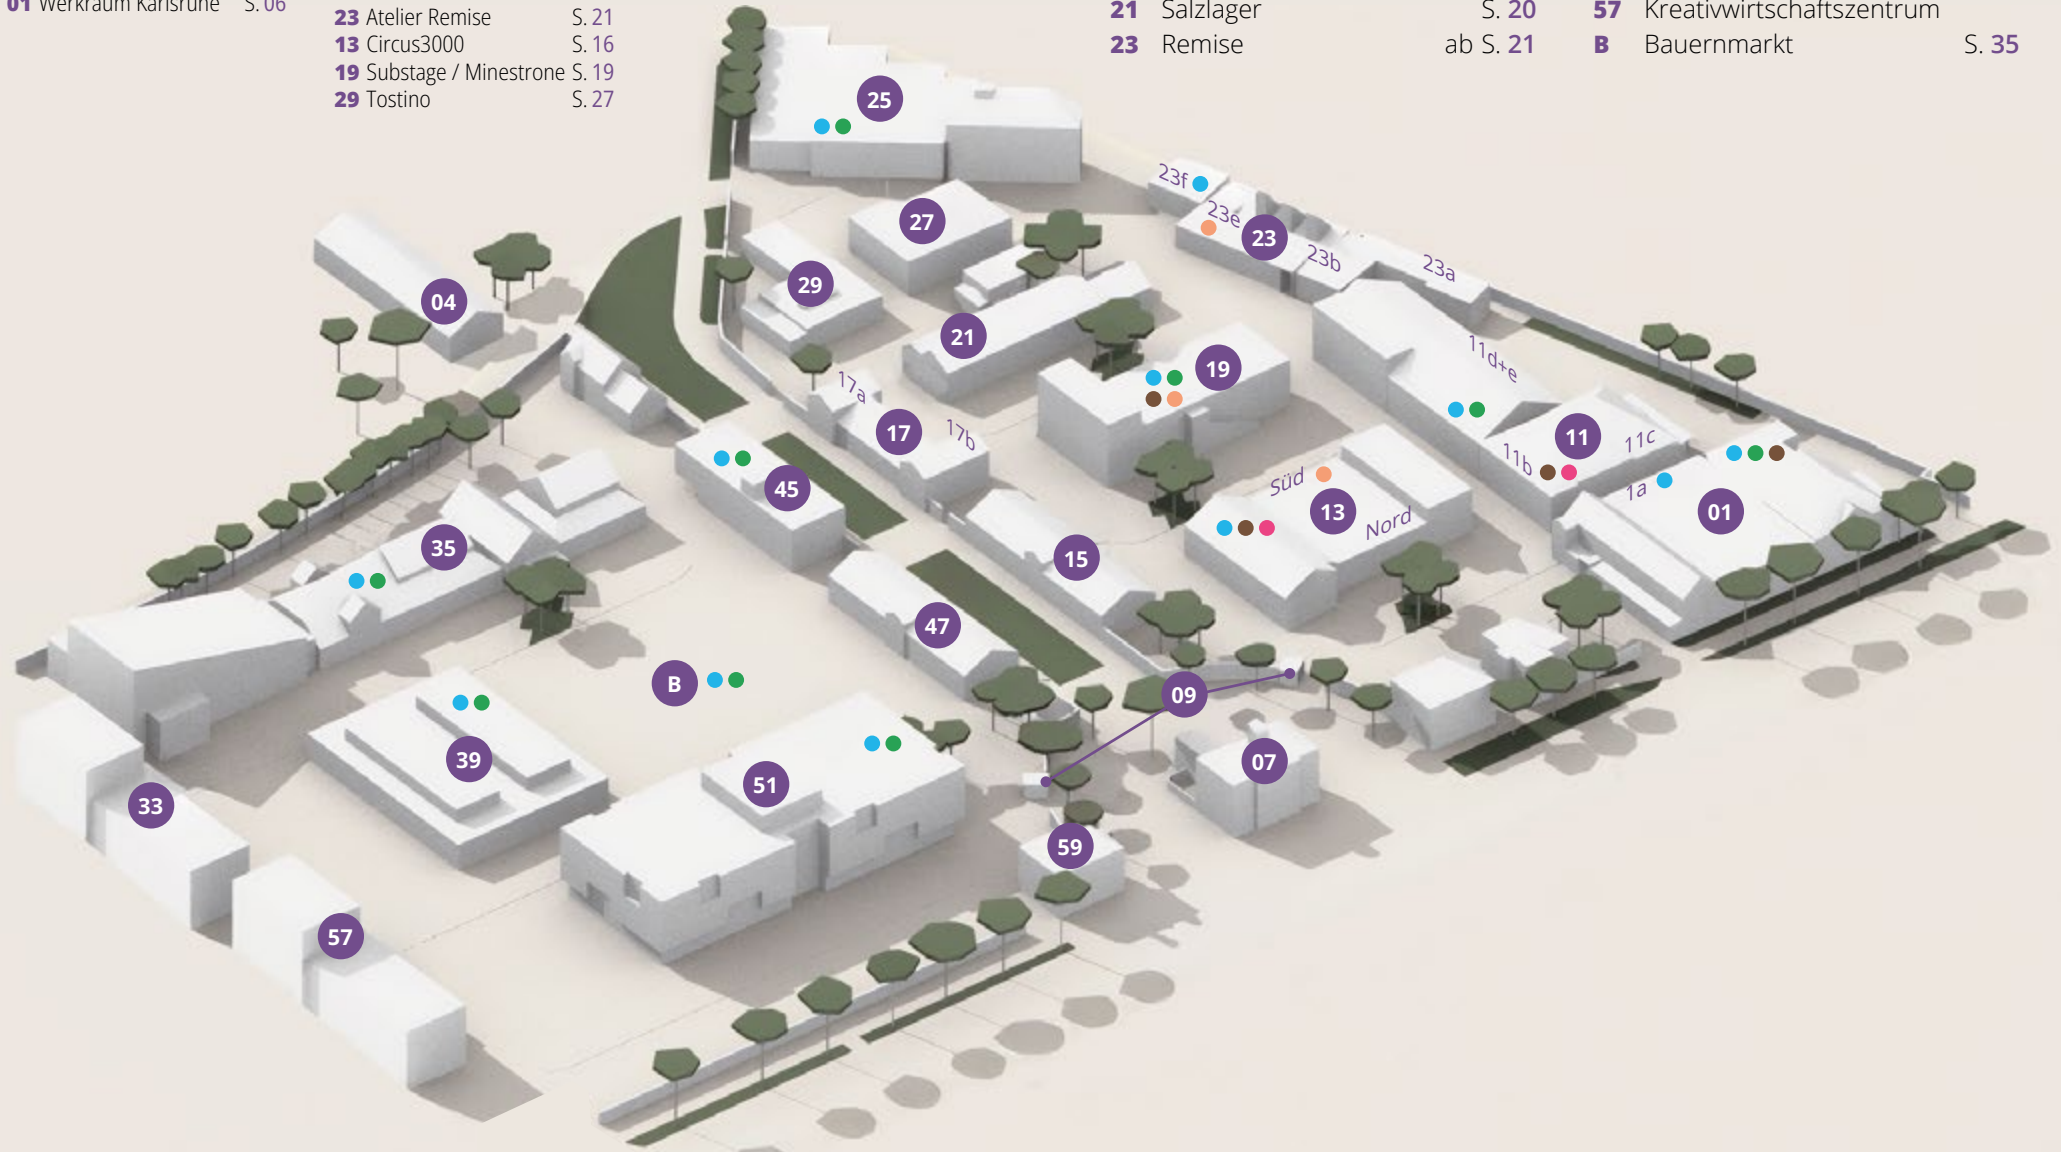 01 Werkraum Karlsruhe S. 06
23 Atelier Remise S. 21
13 Circus3000 S. 16
19 Substage / Minestrone S. 19
29 Tostino S. 27
21 Salzlager S. 20
23 Remise ab S. 21
57 Kreativwirtschaftszentrum
B Bauernmarkt S. 35
25
23f
27
23e
23
23b
23a
29
04
21
11d+e
19
17a
17
17b
11
11c
11b
45
Süd
1a
13
01
Nord
35
15
47
B
09
39
07
51
33
59
57